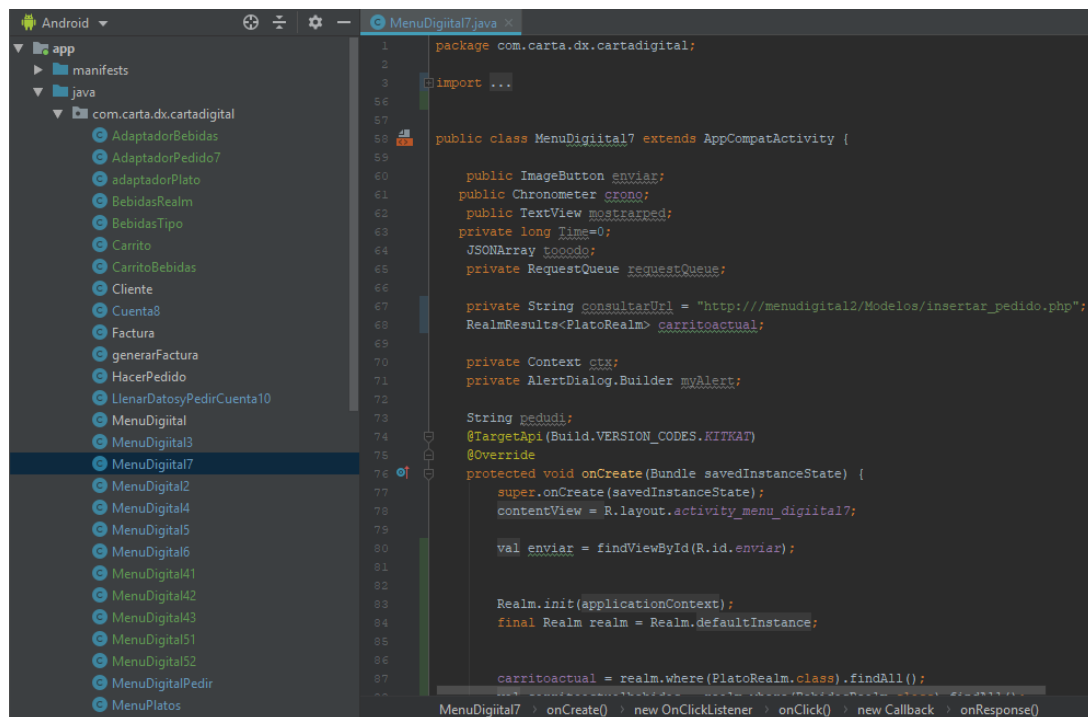 Android
app
manifests
java
com.carta.dx.cartadigital
AdaptadorBebidas
AdaptadorPedido7
adaptadorPlato
BebidasRealm
BebidasTipo
Carrito
CarritoBebidas
Cliente
Cuenta8
Factura
generarFactura
HacerPedido
LlenarDatosyPedirCuenta10
MenuDigiital
MenuDigiital3
MenuDigiital7
MenuDigital2
MenuDigital4
MenuDigital5
MenuDigital6
MenuDigital41
MenuDigital42
MenuDigital43
MenuDigital51
MenuDigital52
MenuDigitalPedir
MenuPlatos
MenuDigiital7.java
1 package com.carta.dx.cartadigital;
2
3 import ...
56
57
58 public class MenuDigiital7 extends AppCompatActivity {
59
60 public ImageButton enviar;
61 public Chronometer crono;
62 public TextView mostrarped;
63 private long Time=0;
64 JSONArray tooodo;
65 private RequestQueue requestQueue;
66
67 private String consultarUrl = "http:///menudigital2/Modelos/insertar_pedido.php";
68 RealmResults<PlatoRealm> carritoactual;
69
70 private Context ctx;
71 private AlertDialog.Builder myAlert;
72
73 String pedudi;
74 @TargetApi(Build.VERSION_CODES.KITKAT)
75 @Override
76 protected void onCreate(Bundle savedInstanceState) {
77 super.onCreate(savedInstanceState);
78 contentView = R.layout.activity_menu_digiital7;
79
80 val enviar = findViewById(R.id.enviar);
81
82
83 Realm.init(applicationContext);
84 final Realm realm = Realm.defaultInstance;
85
86
87 carritoactual = realm.where(PlatoRealm.class).findAll();
MenuDigiital7 > onCreate() > new OnClickListener > onClick() > new Callback > onResponse()